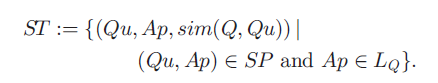 ST := {(Qu, Ap, sim(Q, Qu)) |
(Qu, Ap) ∈ SP and Ap ∈ L_Q}.